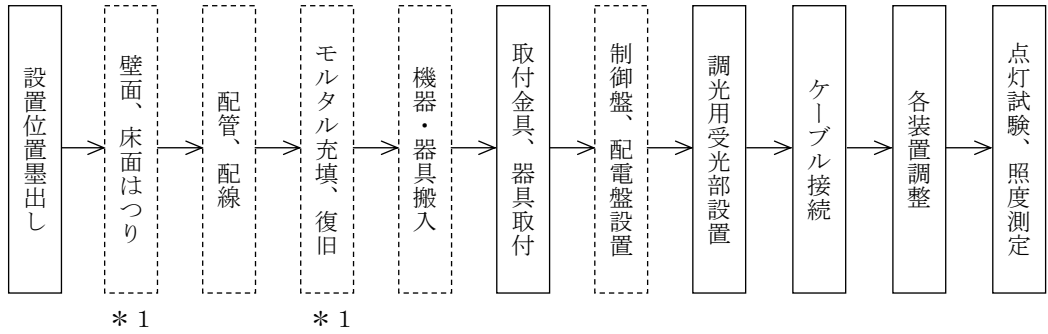 設置位置墨出し
壁面、床面はつり
配管、配線
モルタル充填、復旧
機器・器具搬入
取付金具、器具取付
制御盤、配電盤設置
調光用受光部設置
ケーブル接続
各装置調整
点灯試験、照度測定
＊1
＊1